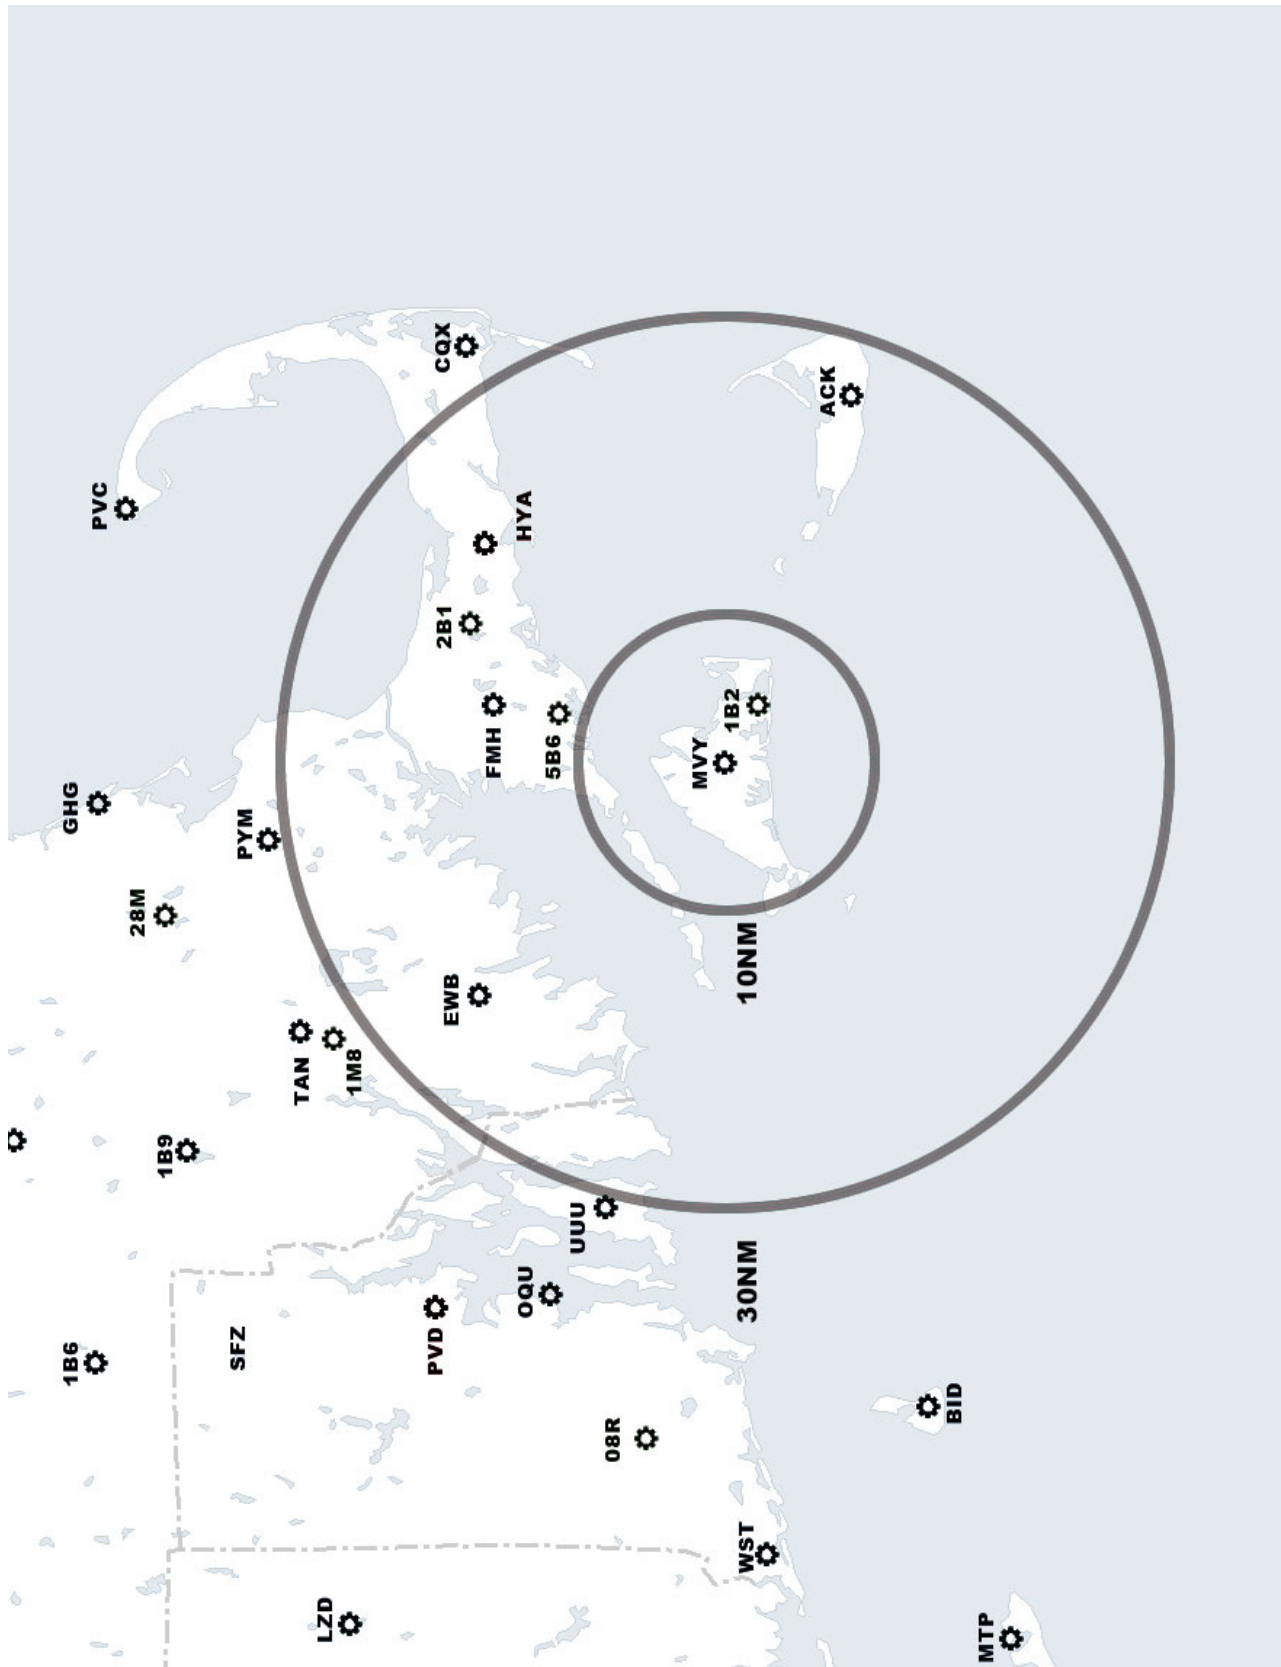 1B6
GHG
PVC
28M
1B9
SFZ
PYM
TAN
LZD
1M8
PVD
CQX
2B1
EWB
FMH
OQU
HYA
5B6
UUU
08R
MVY
1B2
WST
30NM
10NM
ACK
BID
MTP